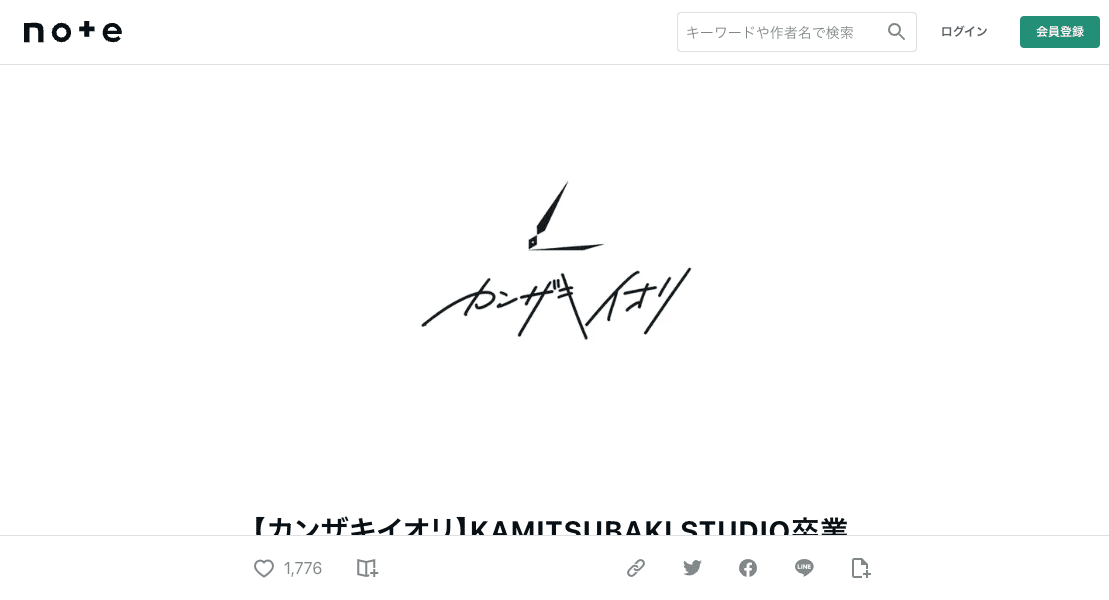 note
キーワードや作者名で検索
ログイン
会員登録
カンザキイオリ
【カンザキイオリ】KAMITSUBAKI STUDIO卒業
1,776
LINE